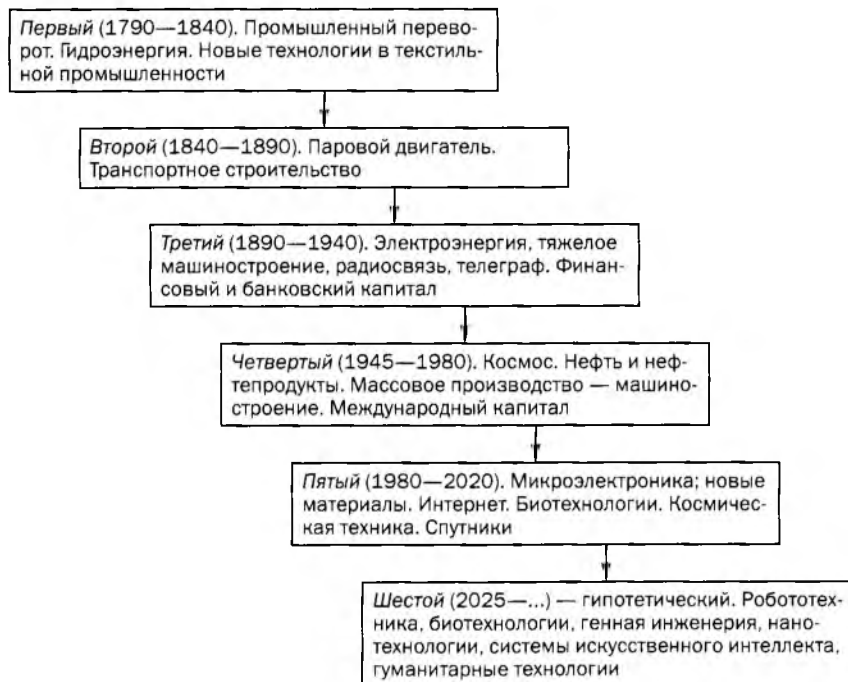 Первый (1790—1840). Промышленный перево-
рот. Гидроэнергия. Новые технологии в текстиль-
ной промышленности
Второй (1840—1890). Паровой двигатель.
Транспортное строительство
Третий (1890—1940). Электроэнергия, тяжелое
машиностроение, радиосвязь, телеграф. Финан-
совый и банковский капитал
Четвертый (1945—1980). Космос. Нефть и неф-
тепродукты. Массовое производство — машино-
строение. Международный капитал
Пятый (1980—2020). Микроэлектроника; новые
материалы. Интернет. Биотехнологии. Космичес-
кая техника. Спутники
Шестой (2025—...) — гипотетический. Робототех-
ника, биотехнологии, генная инженерия, нано-
технологии, системы искусственного интеллекта,
гуманитарные технологии